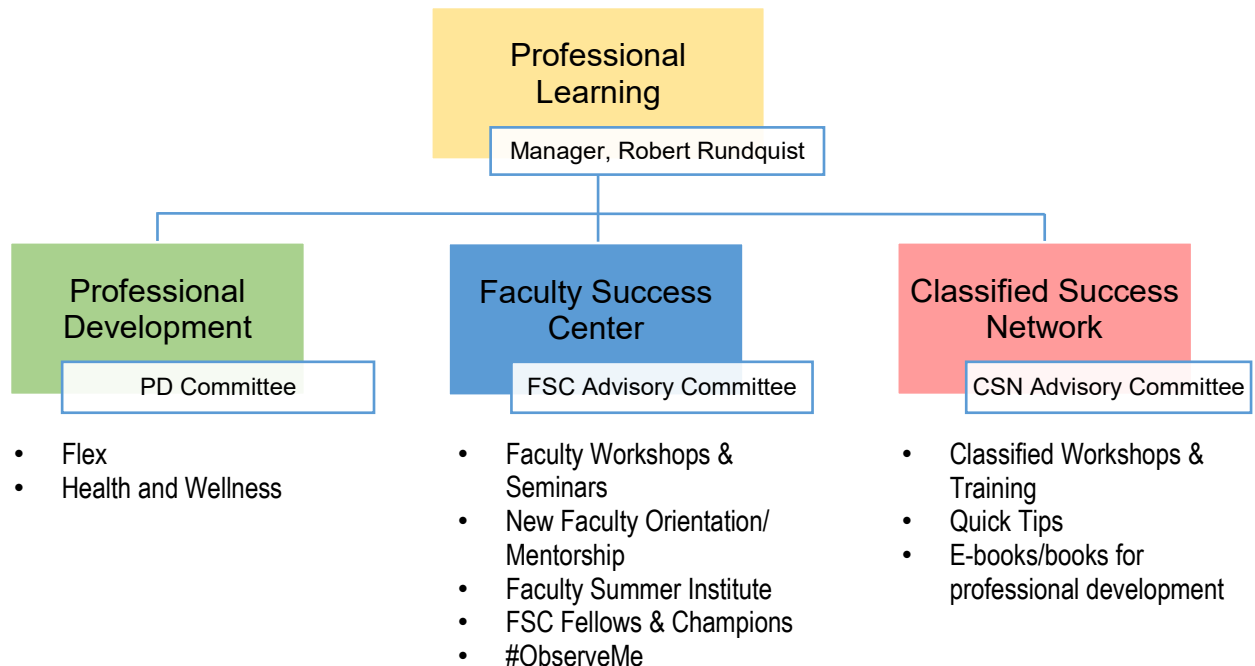 Professional
Learning
Manager, Robert Rundquist
Professional
Development
PD Committee
• Flex
• Health and Wellness
Faculty Success
Center
FSC Advisory Committee
• Faculty Workshops &
Seminars
• New Faculty Orientation/
Mentorship
• Faculty Summer Institute
• FSC Fellows & Champions
• #ObserveMe
Classified Success
Network
CSN Advisory Committee
• Classified Workshops &
Training
• Quick Tips
• E-books/books for
professional development